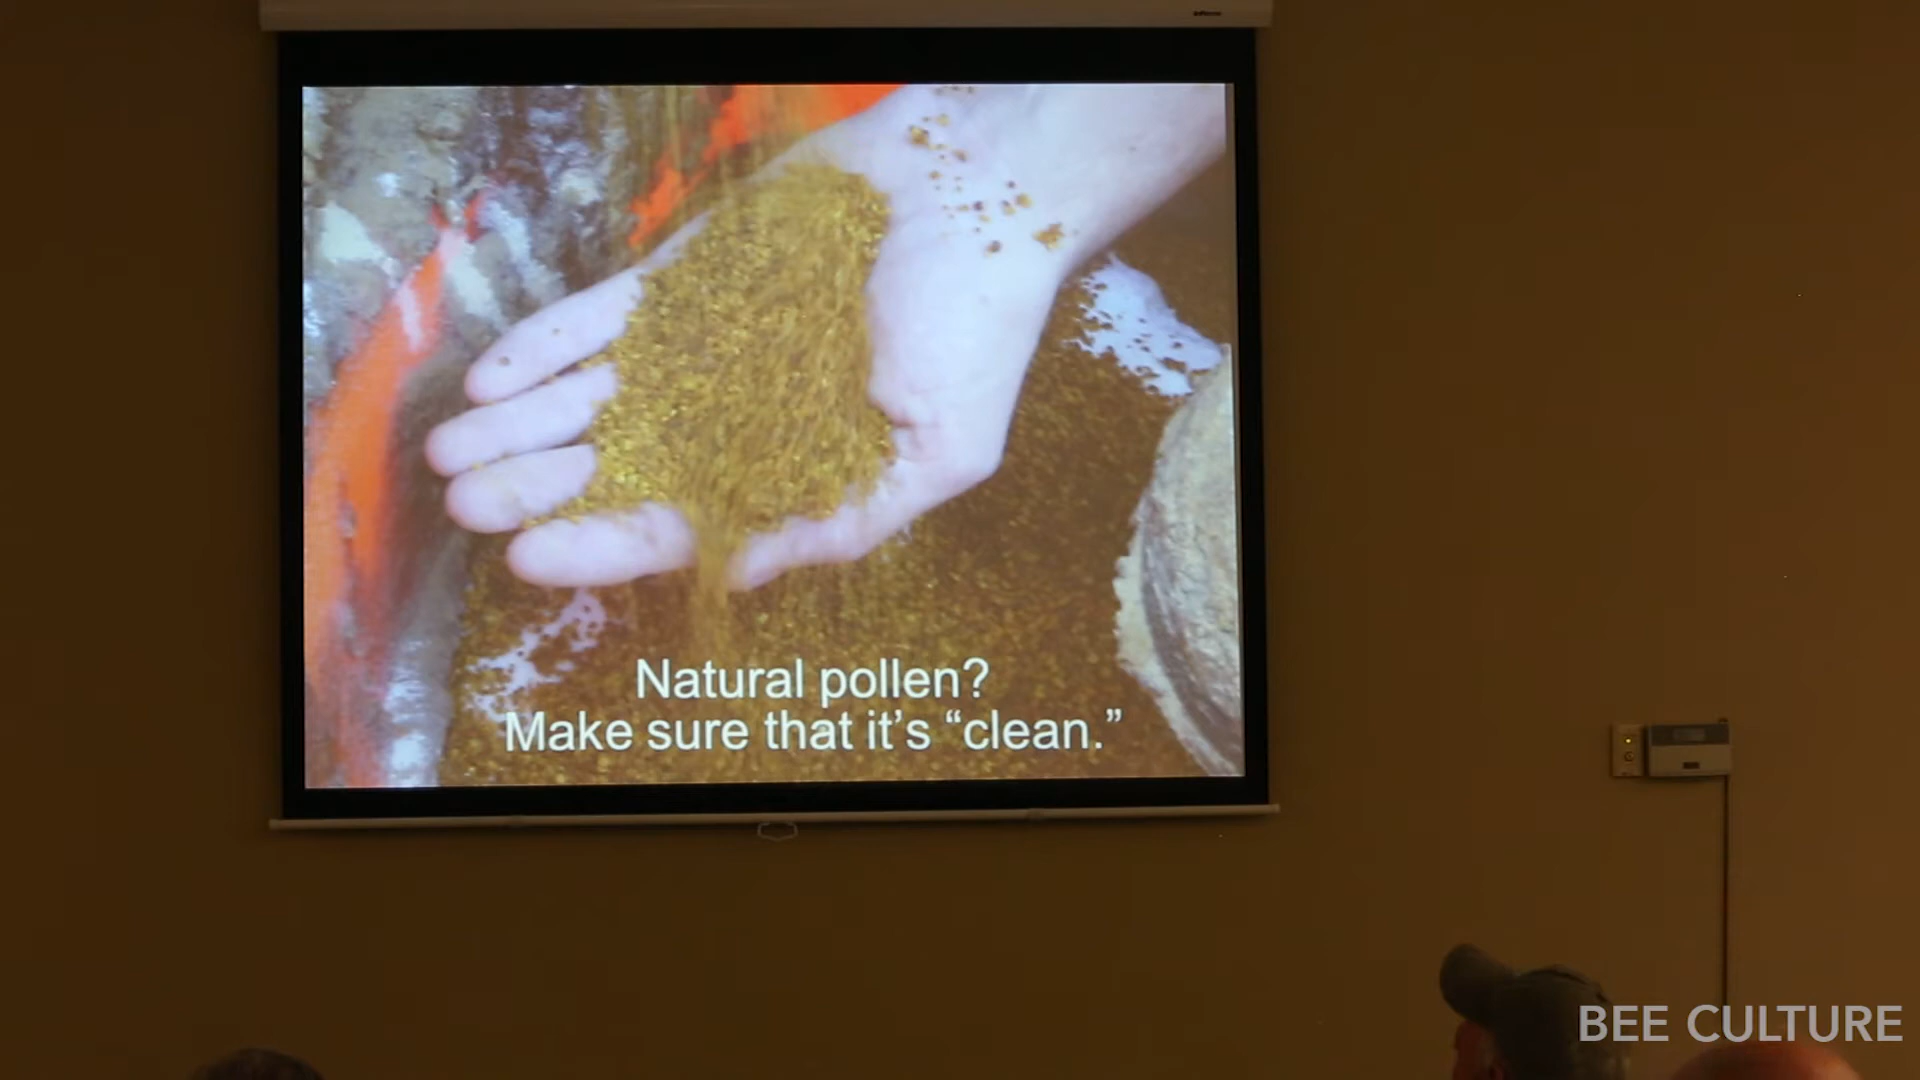 Natural pollen?
Make sure that it's “clean.”
BEE CULTURE